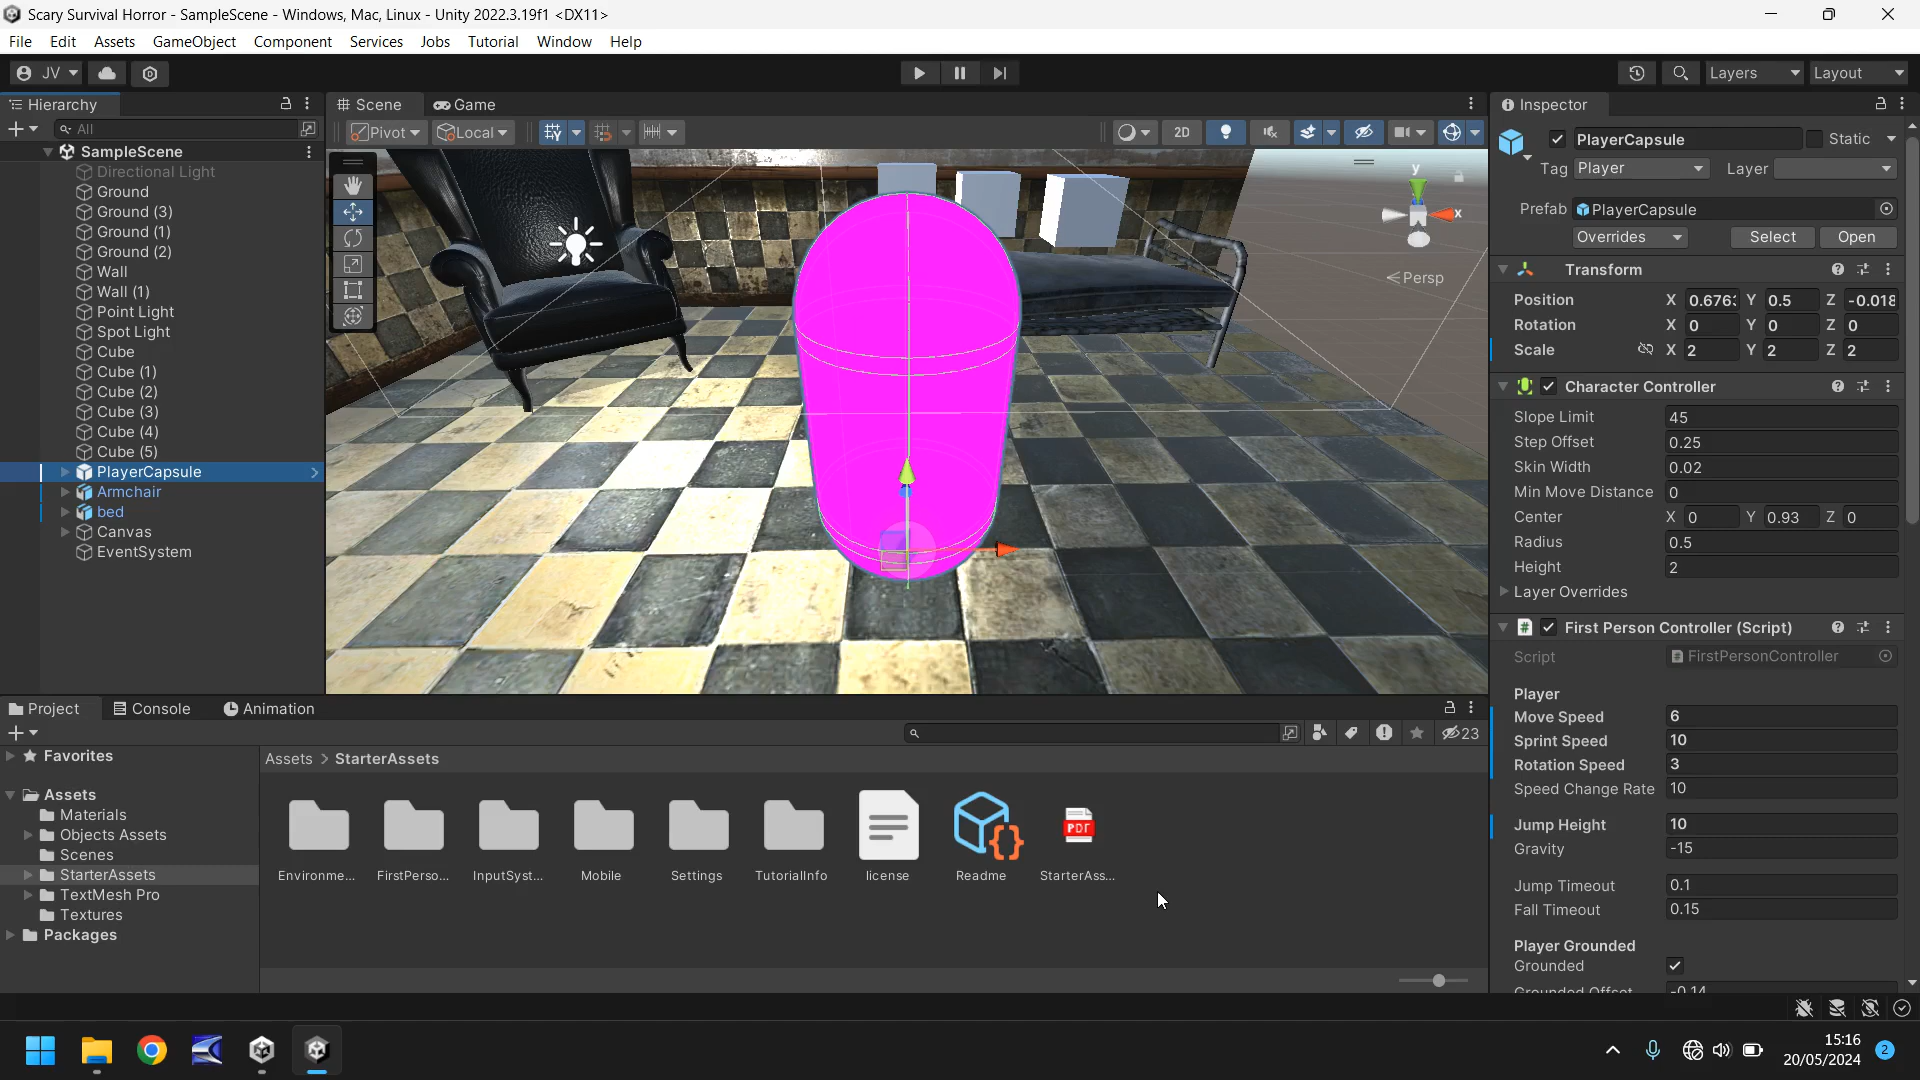 Scary Survival Horror - SampleScene - Windows, Mac, Linux - Unity 2022.3.19f1 <DX11>
File Edit Assets GameObject Component Services Jobs Tutorial Window Help
JV Layers Layout
Hierarchy
All
SampleScene
Directional Light
Ground
Ground (3)
Ground (1)
Ground (2)
Wall
Wall (1)
Point Light
Spot Light
Cube
Cube (1)
Cube (2)
Cube (3)
Cube (4)
Cube (5)
PlayerCapsule
Armchair
bed
Canvas
EventSystem
Scene Game
Pivot Local 2D
y
x
Persp
Inspector
PlayerCapsule Static
Tag Player Layer
Prefab PlayerCapsule
Overrides Select Open
Transform
Position X 0.676 Y 0.5 Z -0.018
Rotation X 0 Y 0 Z 0
Scale X 2 Y 2 Z 2
Character Controller
Slope Limit 45
Step Offset 0.25
Skin Width 0.02
Min Move Distance 0
Center X 0 Y 0.93 Z 0
Radius 0.5
Height 2
Layer Overrides
# First Person Controller (Script)
Script # FirstPersonController
Player
Move Speed 6
Sprint Speed 10
Rotation Speed 3
Speed Change Rate 10
Jump Height 10
Gravity -15
Jump Timeout 0.1
Fall Timeout 0.15
Player Grounded
Grounded
Grounded Offset -0.14
Project Console Animation
23
Favorites
Assets
Materials
Objects Assets
Scenes
StarterAssets
TextMesh Pro
Textures
Packages
Assets > StarterAssets
PDF
Environme... FirstPerso... InputSyst... Mobile Settings TutorialInfo license Readme StarterAss...
15:16
20/05/2024
2